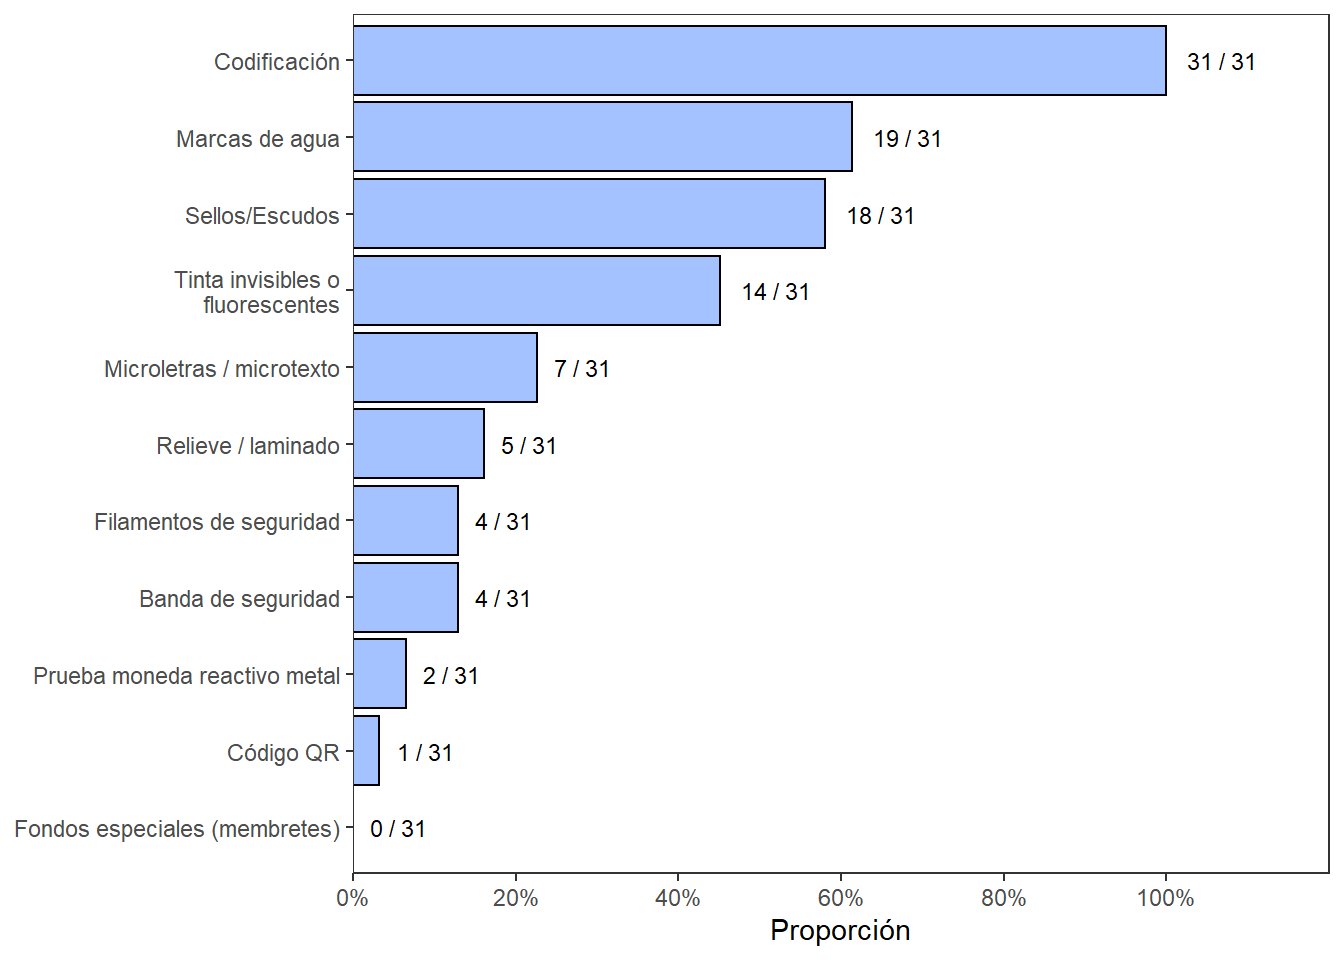 Codificación
31 / 31
Marcas de agua
19 / 31
Sellos/Escudos
18 / 31
Tinta invisibles o
fluorescentes
14 / 31
Microletras / microtexto
7 / 31
Relieve / laminado
5 / 31
Filamentos de seguridad
4 / 31
Banda de seguridad
4 / 31
Prueba moneda reactivo metal
2 / 31
Código QR
1 / 31
Fondos especiales (membretes)
0 / 31
0%
20%
40%
60%
80%
100%
Proporción